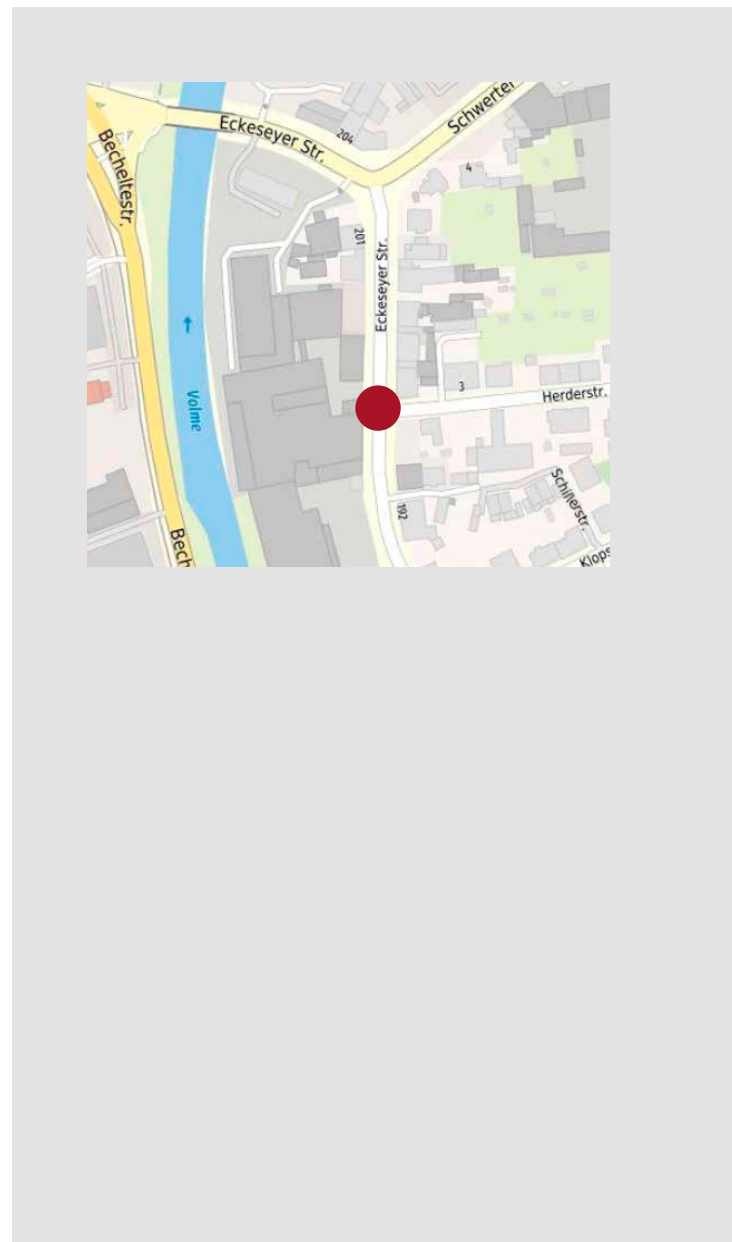 Eckeseyer Str.
204
Schwerter
Becheltestr.
4
201
Eckeseyer Str.
Volme
3
Herderstr.
Schillerstr.
192
Bech
Klops